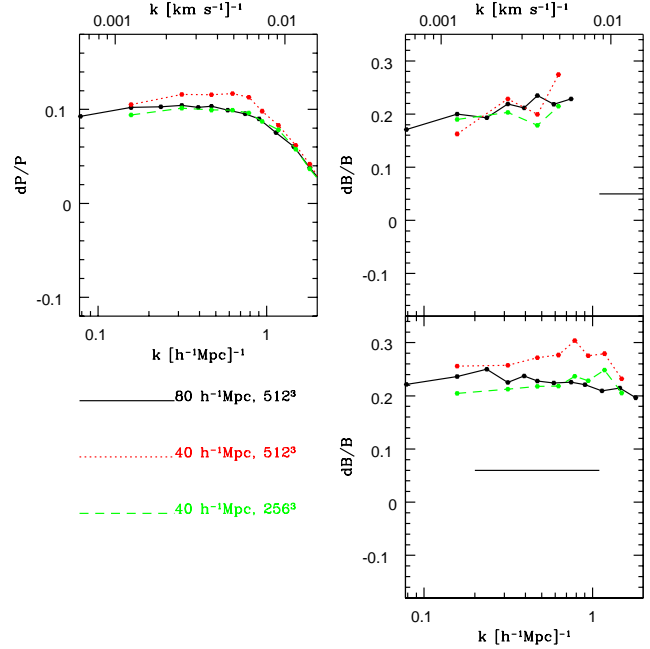 k [km s⁻¹]⁻¹
0.001 0.01
0.1
0
-0.1
dP/P
0.1 1
k [h⁻¹Mpc]⁻¹
k [km s⁻¹]⁻¹
0.001 0.01
0.3
0.2
0.1
0
-0.1
dB/B
0.3
0.2
0.1
0
-0.1
dB/B
0.1 1
k [h⁻¹Mpc]⁻¹
80 h⁻¹Mpc, 512³
40 h⁻¹Mpc, 512³
40 h⁻¹Mpc, 256³